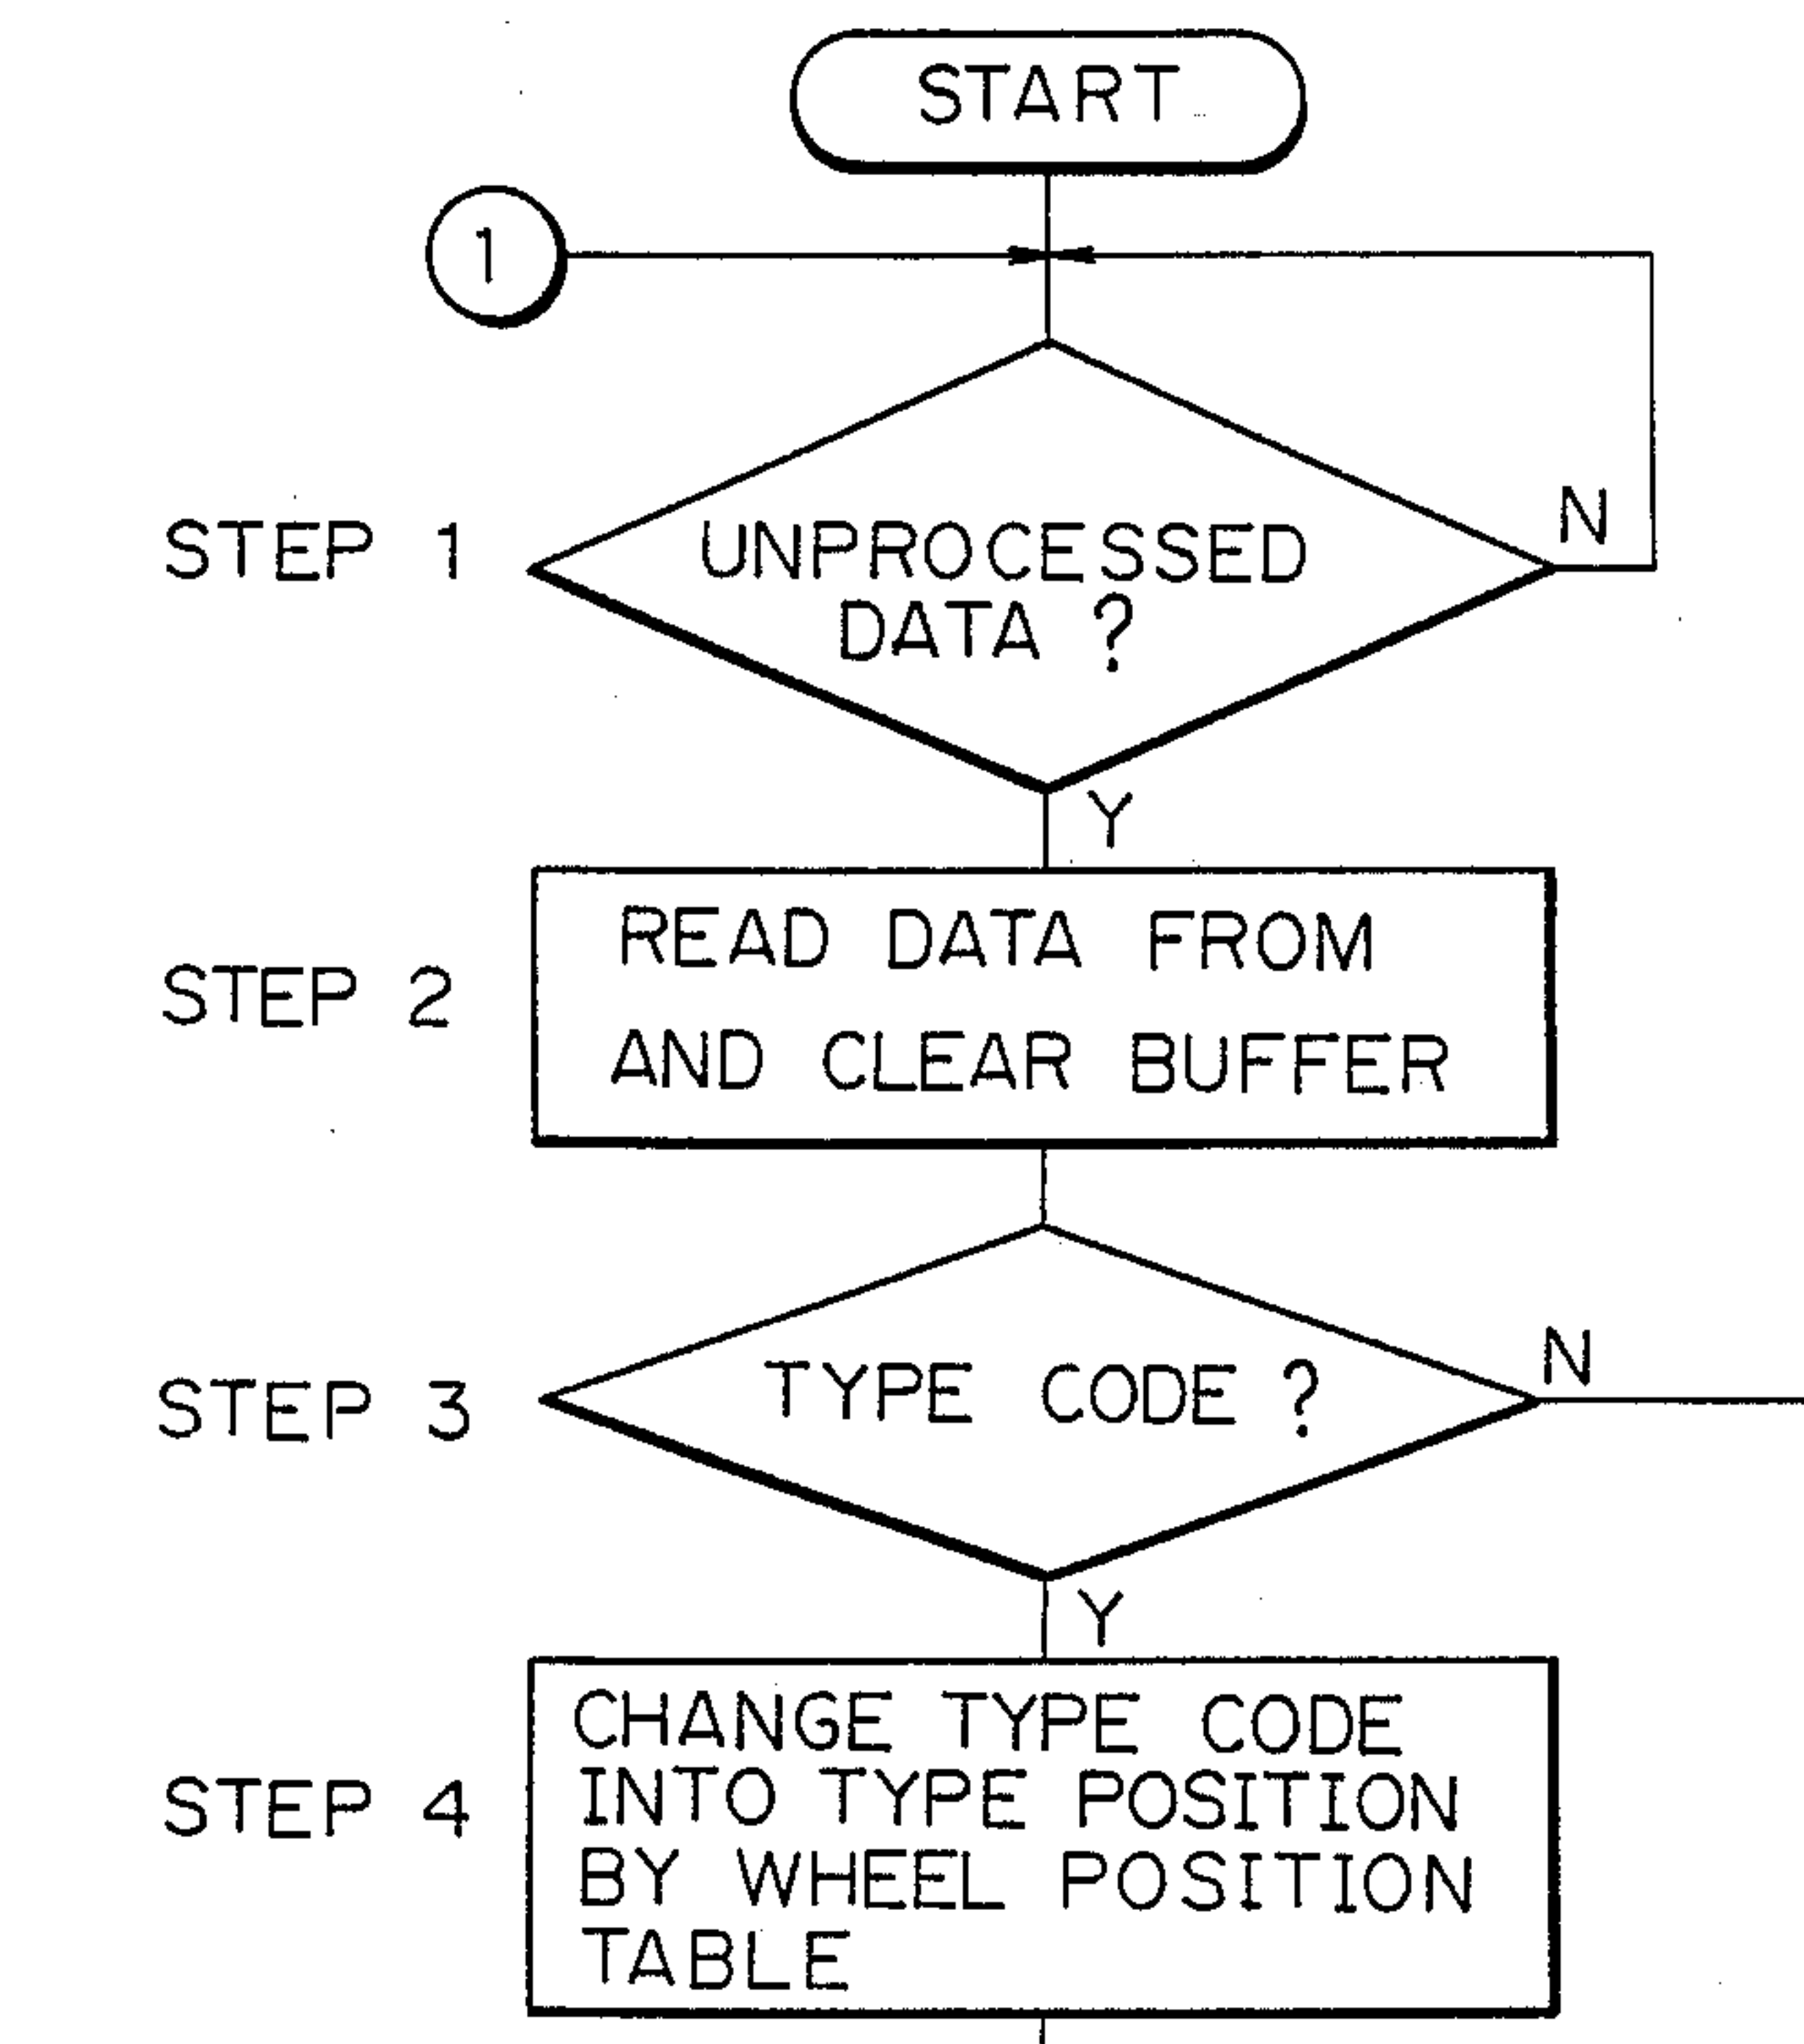 START
1
STEP 1
UNPROCESSED
DATA ?
N
Y
STEP 2
READ DATA FROM
AND CLEAR BUFFER
STEP 3
TYPE CODE ?
N
Y
STEP 4
CHANGE TYPE CODE
INTO TYPE POSITION
BY WHEEL POSITION
TABLE